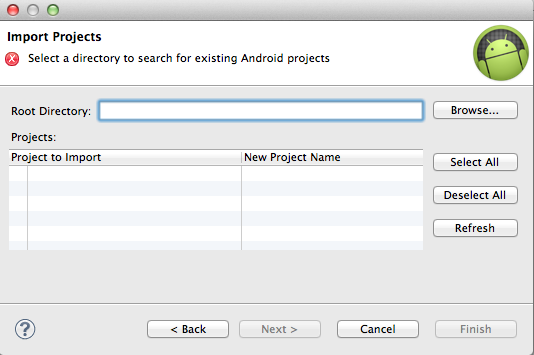 Import Projects
Select a directory to search for existing Android projects
Root Directory:
Browse...
Projects:
Project to Import New Project Name
Select All
Deselect All
Refresh
? < Back Next > Cancel Finish